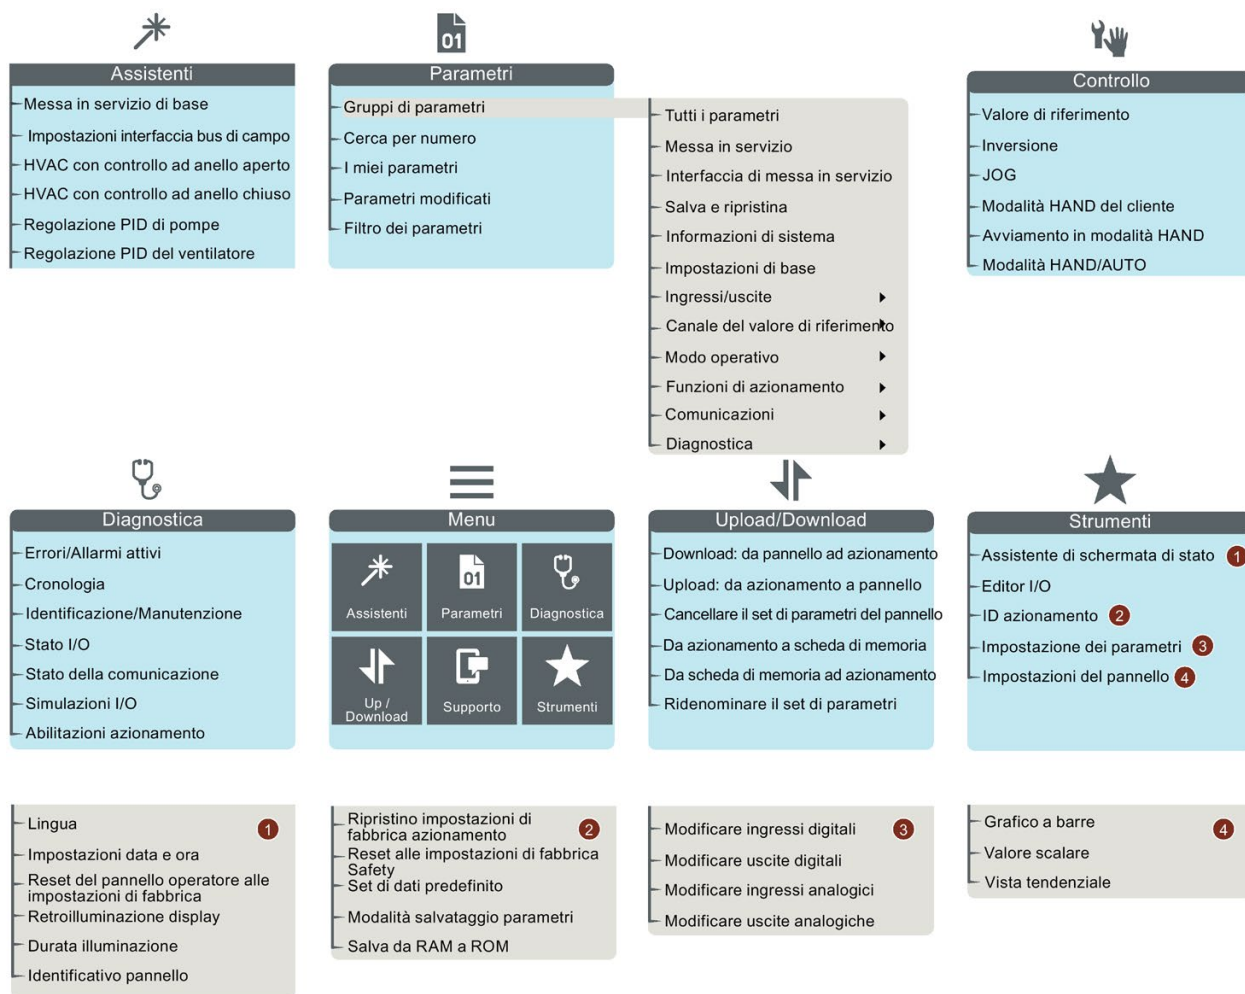 01
Assistenti
Messa in servizio di base
Impostazioni interfaccia bus di campo
HVAC con controllo ad anello aperto
HVAC con controllo ad anello chiuso
Regolazione PID di pompe
Regolazione PID del ventilatore
Parametri
Gruppi di parametri
Cerca per numero
I miei parametri
Parametri modificati
Filtro dei parametri
Tutti i parametri
Messa in servizio
Interfaccia di messa in servizio
Salva e ripristina
Informazioni di sistema
Impostazioni di base
Ingressi/uscite
Canale del valore di riferimento
Modo operativo
Funzioni di azionamento
Comunicazioni
Diagnostica
Controllo
Valore di riferimento
Inversione
JOG
Modalità HAND del cliente
Avviamento in modalità HAND
Modalità HAND/AUTO
Diagnostica
Errori/Allarmi attivi
Cronologia
Identificazione/Manutenzione
Stato I/O
Stato della comunicazione
Simulazioni I/O
Abilitazioni azionamento
Menu
Assistenti
01
Parametri
Diagnostica
Up /
Download
Supporto
Strumenti
Upload/Download
Download: da pannello ad azionamento
Upload: da azionamento a pannello
Cancellare il set di parametri del pannello
Da azionamento a scheda di memoria
Da scheda di memoria ad azionamento
Ridenominare il set di parametri
Strumenti
Assistente di schermata di stato 1
Editor I/O
ID azionamento 2
Impostazione dei parametri 3
Impostazioni del pannello 4
Lingua 1
Impostazioni data e ora
Reset del pannello operatore alle
impostazioni di fabbrica
Retroilluminazione display
Durata illuminazione
Identificativo pannello
Ripristino impostazioni di
fabbrica azionamento 2
Reset alle impostazioni di fabbrica
Safety
Set di dati predefinito
Modalità salvataggio parametri
Salva da RAM a ROM
Modificare ingressi digitali 3
Modificare uscite digitali
Modificare ingressi analogici
Modificare uscite analogiche
Grafico a barre 4
Valore scalare
Vista tendenziale